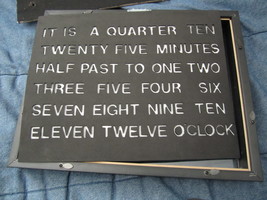 IT IS A QUARTER TEN
TWENTY FIVE MINUTES
HALF PAST TO ONE TWO
THREE FIVE FOUR SIX
SEVEN EIGHT NINE TEN
ELEVEN TWELVE O'CLOCK